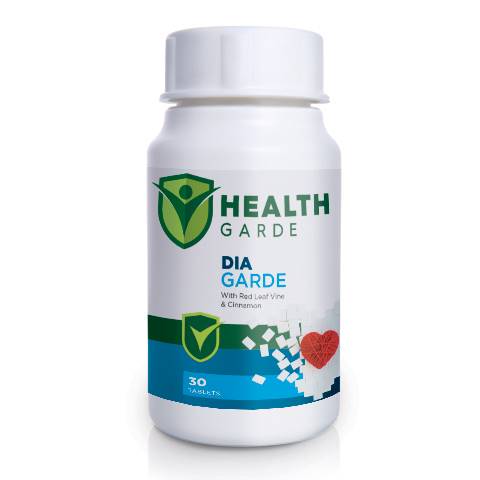 HEALTH
GARDE
DIA
GARDE
With Red Leaf Vine
& Cinnamon
30
TABLETS